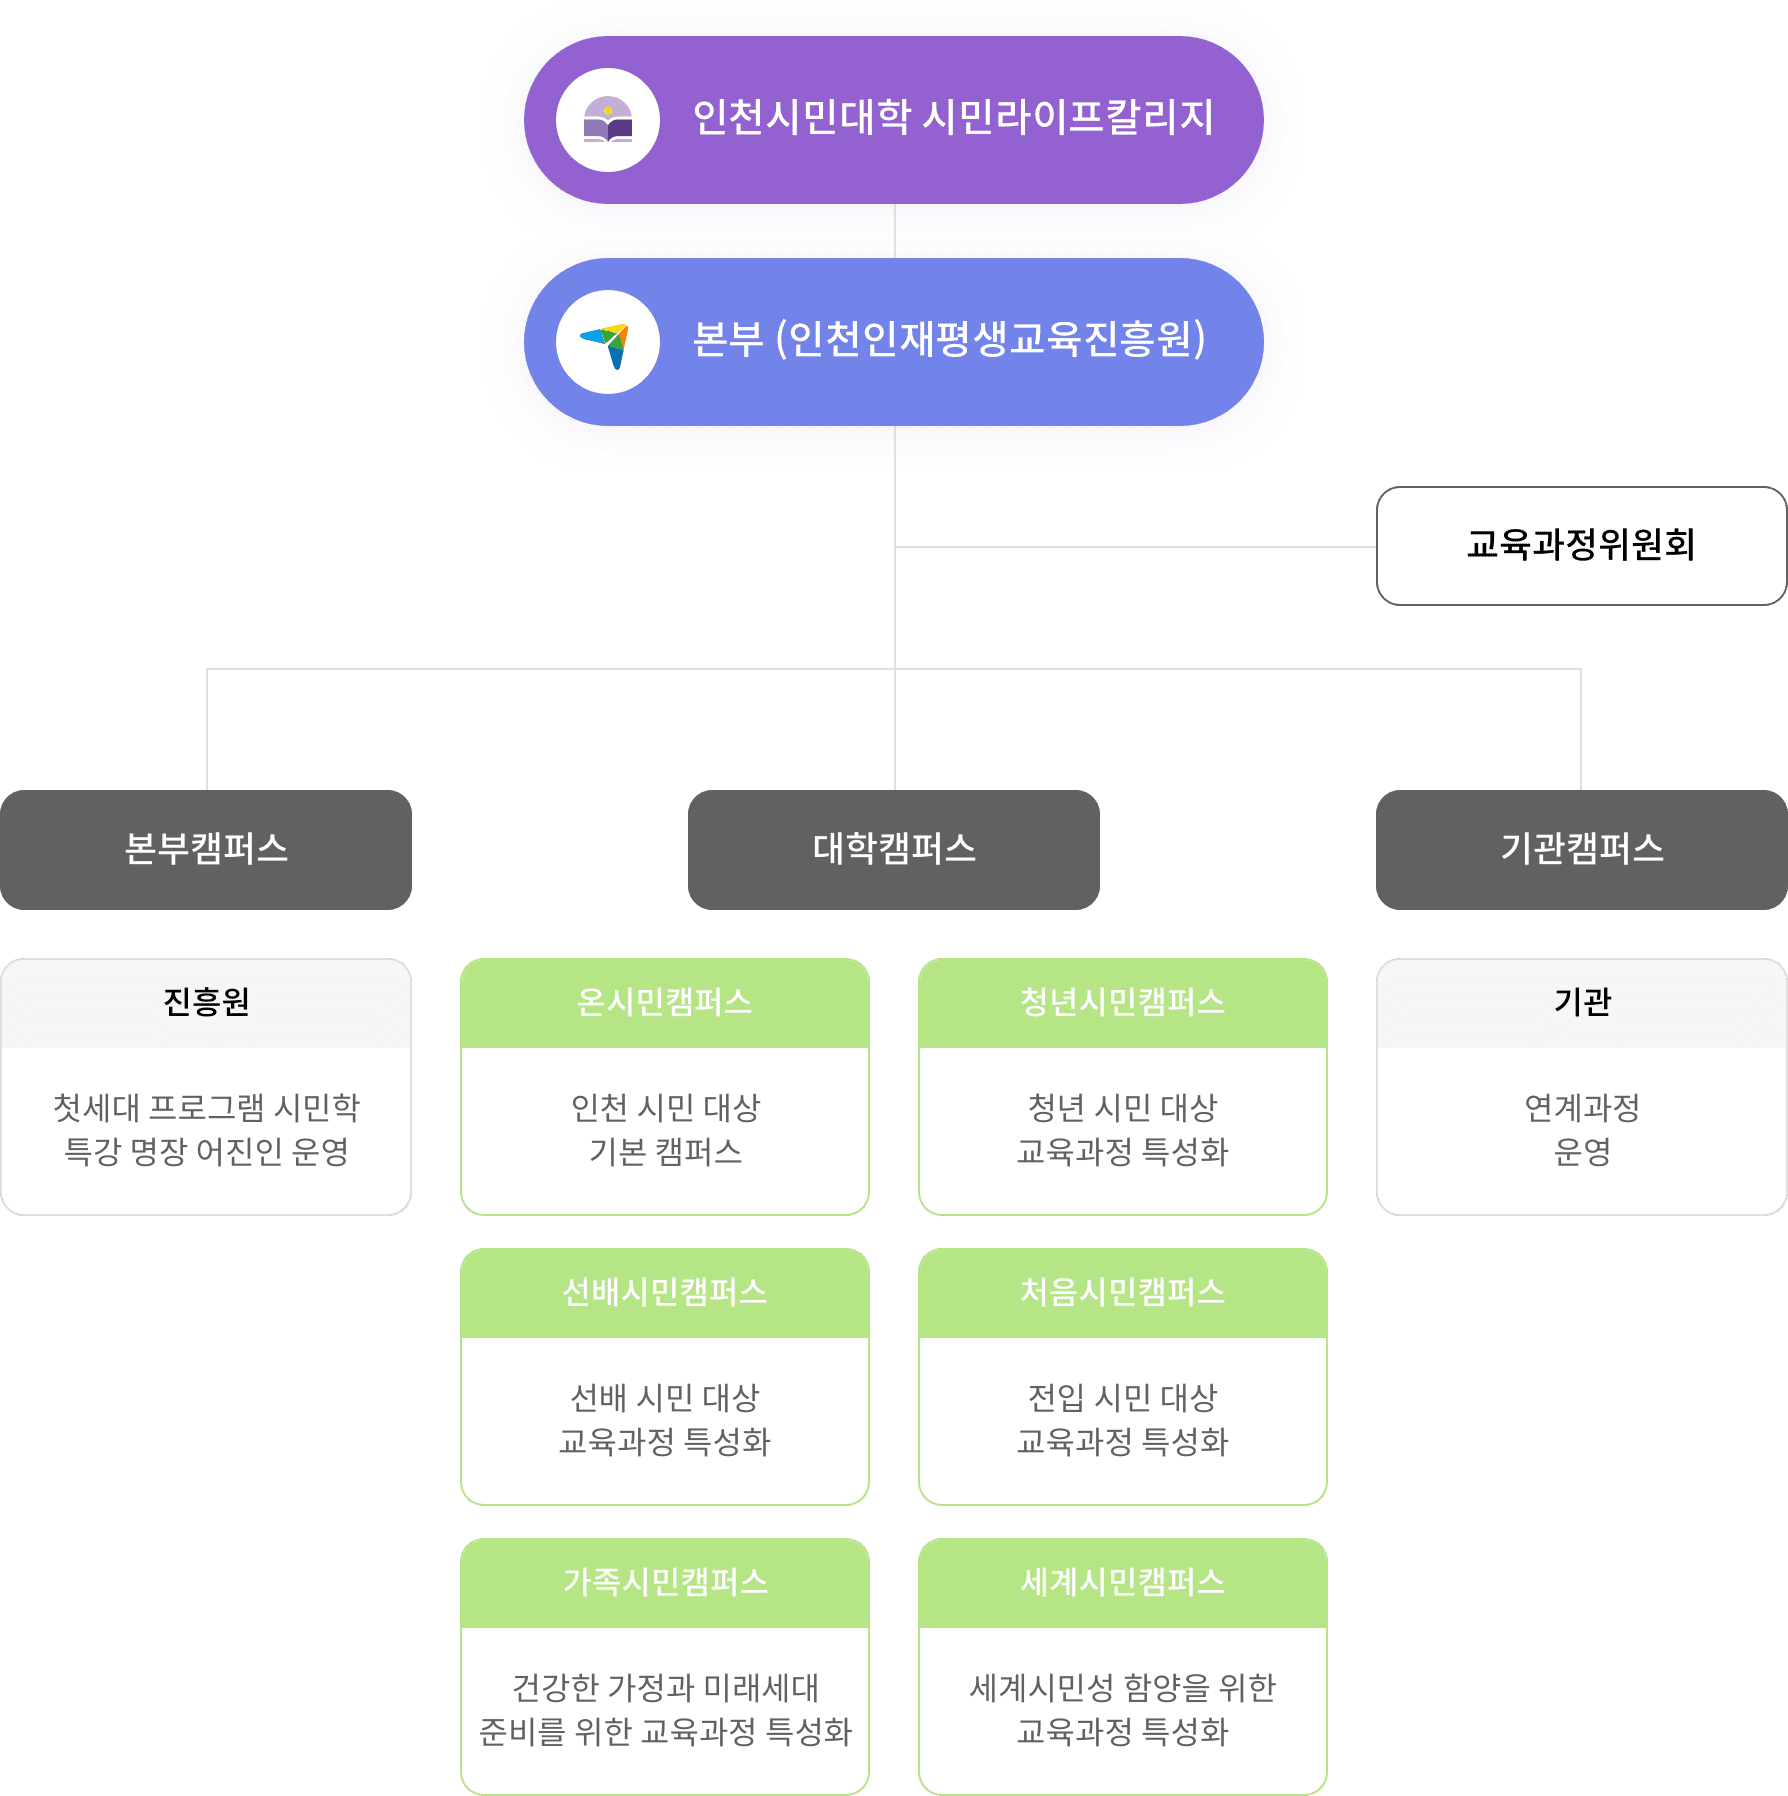 인천시민대학 시민라이프칼리지
본부 (인천인재평생교육진흥원)
교육과정위원회
본부캠퍼스
대학캠퍼스
기관캠퍼스
진흥원
첫세대 프로그램 시민학
특강 명장 어진인 운영
온시민캠퍼스
인천 시민 대상
기본 캠퍼스
청년시민캠퍼스
청년 시민 대상
교육과정 특성화
기관
연계과정
운영
선배시민캠퍼스
선배 시민 대상
교육과정 특성화
처음시민캠퍼스
전입 시민 대상
교육과정 특성화
가족시민캠퍼스
건강한 가정과 미래세대
준비를 위한 교육과정 특성화
세계시민캠퍼스
세계시민성 함양을 위한
교육과정 특성화